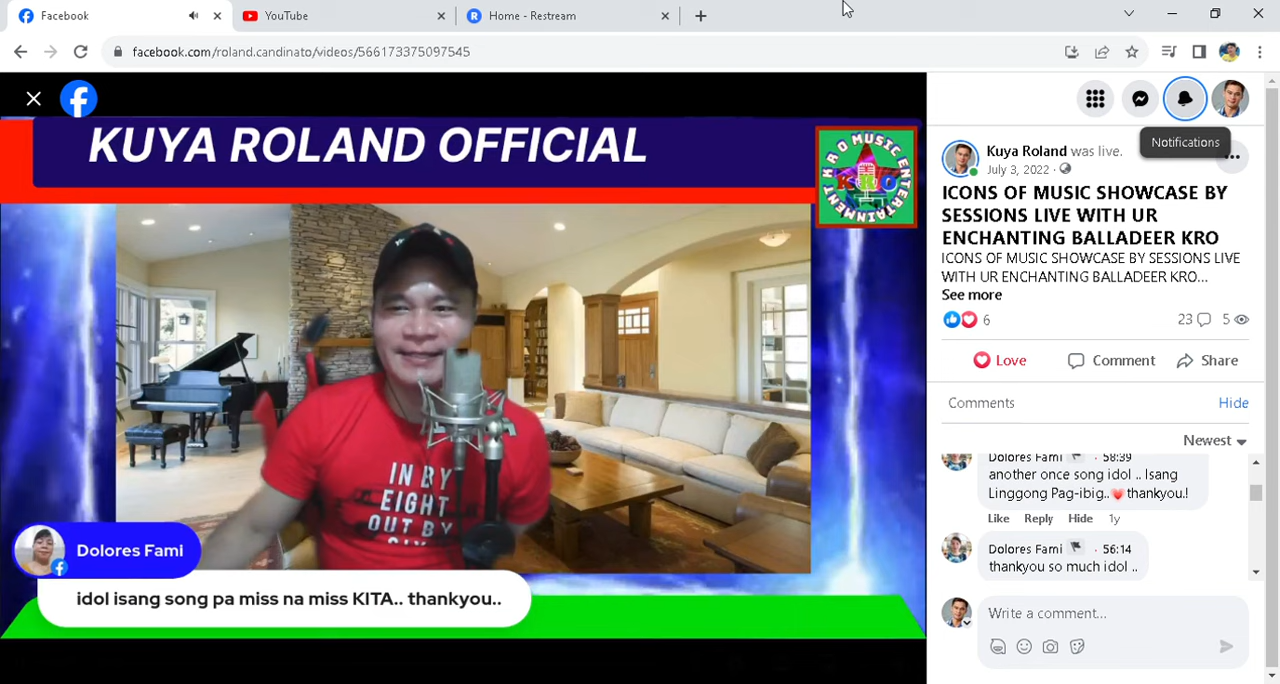 Facebook
YouTube
Home - Restream
facebook.com/roland.candinato/videos/566173375097545
KUYA ROLAND OFFICIAL
KRO MUSIC ENTERTAINMENT
KRO
IN BY
EIGHT
OUT BY
Dolores Fami
idol isang song pa miss na miss KITA.. thankyou..
Notifications
Kuya Roland was live.
July 3, 2022
ICONS OF MUSIC SHOWCASE BY
SESSIONS LIVE WITH UR
ENCHANTING BALLADEER KRO
ICONS OF MUSIC SHOWCASE BY SESSIONS LIVE
WITH UR ENCHANTING BALLADEER KRO...
See more
6
23
5
Love
Comment
Share
Comments
Hide
Newest
Dolores Fami · 58:39
another once song idol .. Isang
Linggong Pag-ibig..❤thankyou.!
Like Reply Hide 1y
Dolores Fami · 56:14
thankyou so much idol ..
Write a comment...